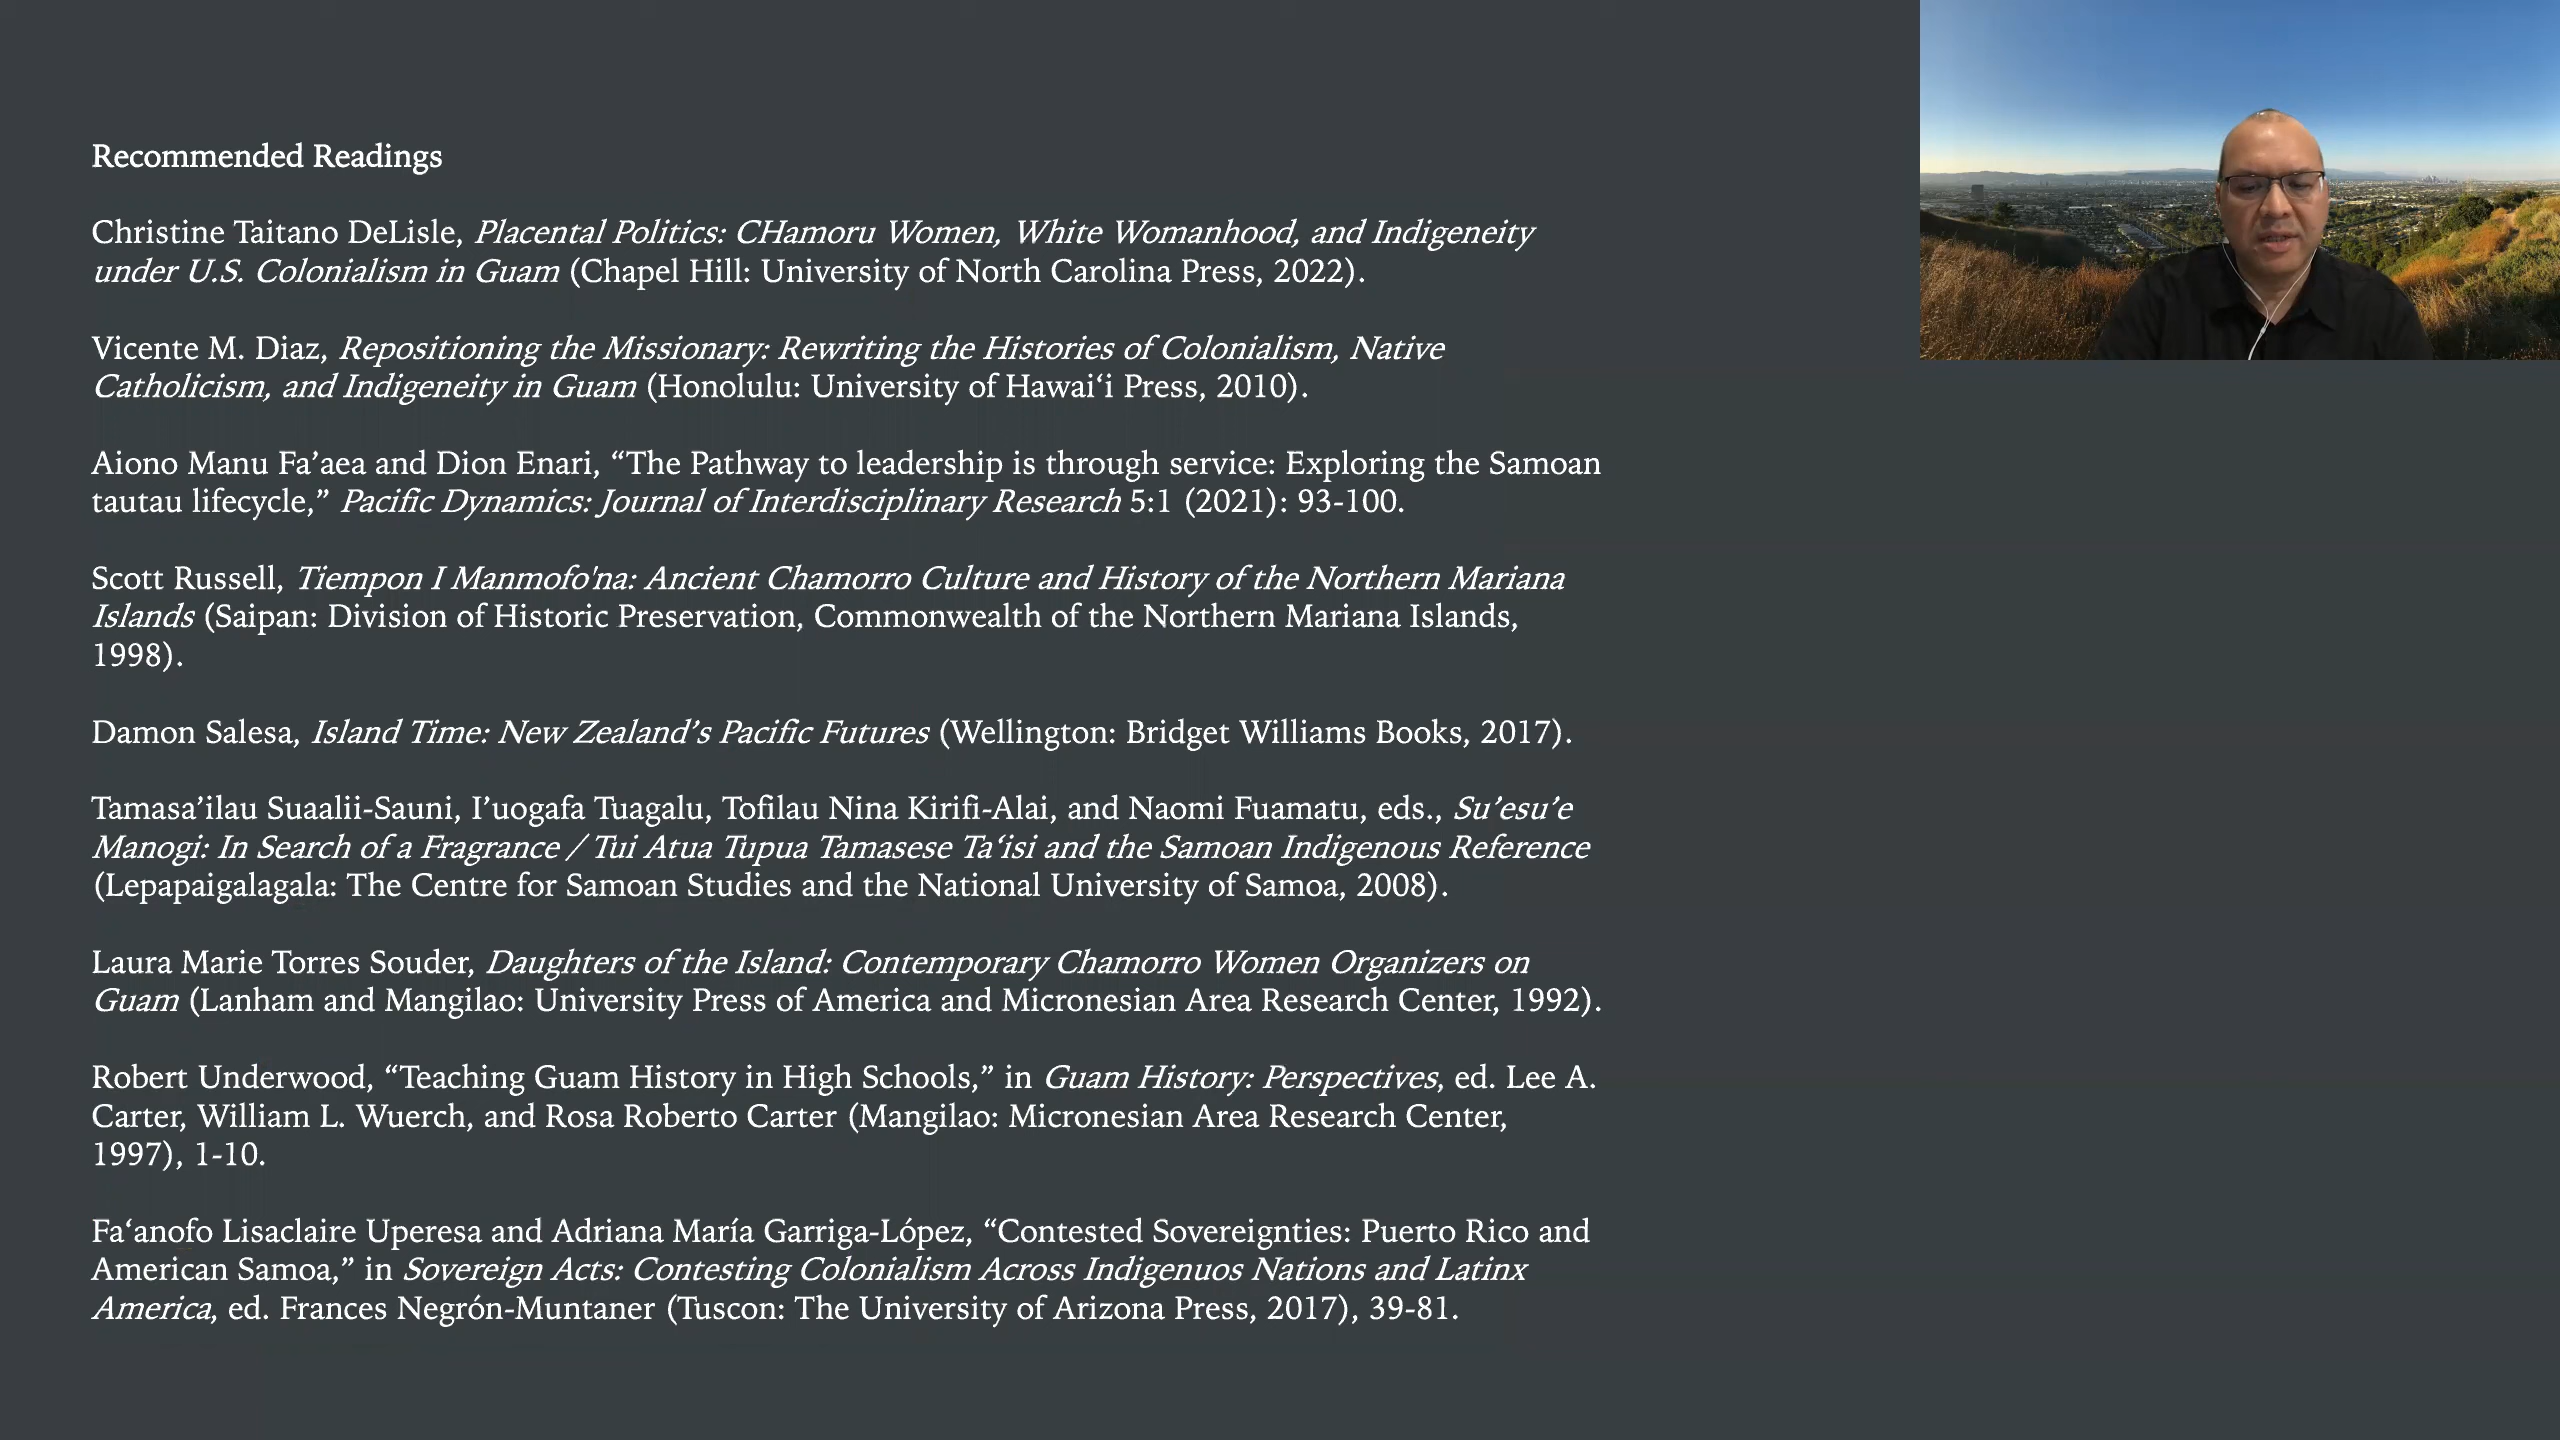 Recommended Readings
Christine Taitano DeLisle, Placental Politics: CHamoru Women, White Womanhood, and Indigeneity
under U.S. Colonialism in Guam (Chapel Hill: University of North Carolina Press, 2022).
Vicente M. Diaz, Repositioning the Missionary: Rewriting the Histories of Colonialism, Native
Catholicism, and Indigeneity in Guam (Honolulu: University of Hawai‘i Press, 2010).
Aiono Manu Fa’aea and Dion Enari, “The Pathway to leadership is through service: Exploring the Samoan
tautau lifecycle,” Pacific Dynamics: Journal of Interdisciplinary Research 5:1 (2021): 93-100.
Scott Russell, Tiempon I Manmofo'na: Ancient Chamorro Culture and History of the Northern Mariana
Islands (Saipan: Division of Historic Preservation, Commonwealth of the Northern Mariana Islands,
1998).
Damon Salesa, Island Time: New Zealand’s Pacific Futures (Wellington: Bridget Williams Books, 2017).
Tamasa’ilau Suaalii-Sauni, I’uogafa Tuagalu, Tofilau Nina Kirifi-Alai, and Naomi Fuamatu, eds., Su’esu’e
Manogi: In Search of a Fragrance / Tui Atua Tupua Tamasese Ta‘isi and the Samoan Indigenous Reference
(Lepapaigalagala: The Centre for Samoan Studies and the National University of Samoa, 2008).
Laura Marie Torres Souder, Daughters of the Island: Contemporary Chamorro Women Organizers on
Guam (Lanham and Mangilao: University Press of America and Micronesian Area Research Center, 1992).
Robert Underwood, “Teaching Guam History in High Schools,” in Guam History: Perspectives, ed. Lee A.
Carter, William L. Wuerch, and Rosa Roberto Carter (Mangilao: Micronesian Area Research Center,
1997), 1-10.
Fa‘anofo Lisaclaire Uperesa and Adriana María Garriga-López, “Contested Sovereignties: Puerto Rico and
American Samoa,” in Sovereign Acts: Contesting Colonialism Across Indigenuos Nations and Latinx
America, ed. Frances Negrón-Muntaner (Tuscon: The University of Arizona Press, 2017), 39-81.